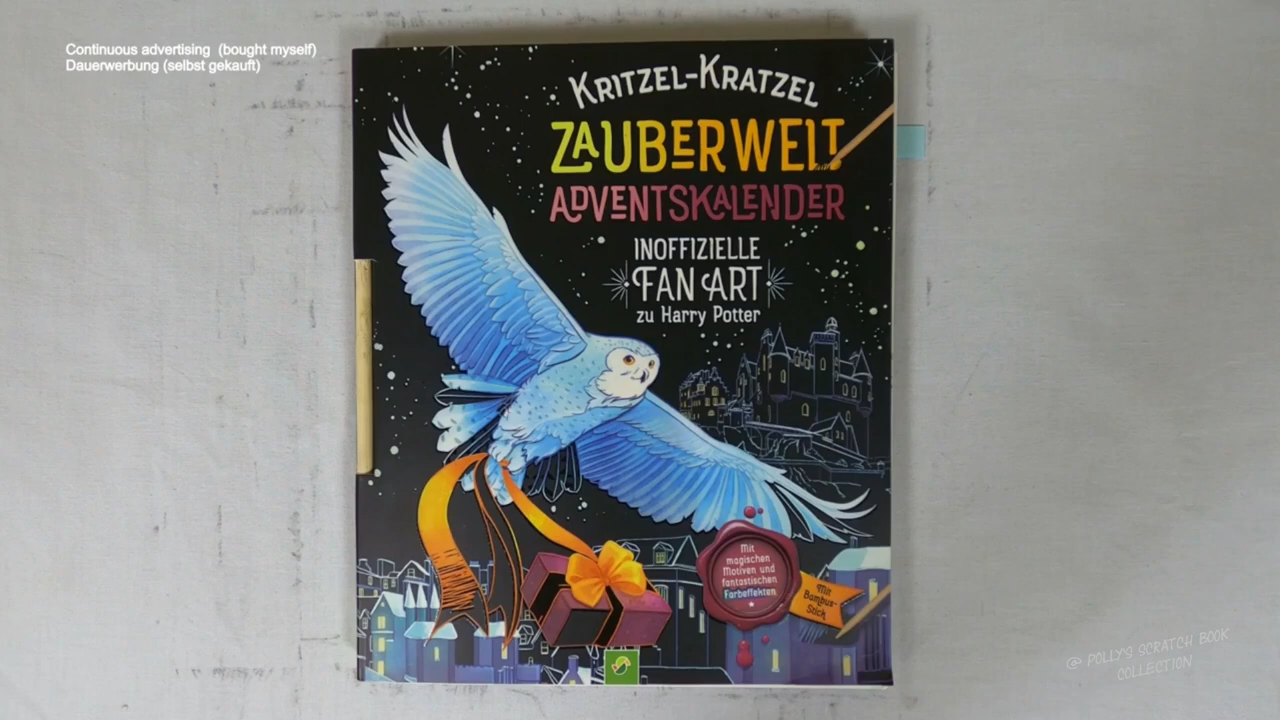 Continuous advertising (bought myself)
Dauerwerbung (selbst gekauft)
KRITZEL-KRATZEL
ZAUBERWELT
ADVENTSKALENDER
INOFFIZIELLE
FAN ART
zu Harry Potter
Mit
magischen
Motiven und
fantastischen
Farbeffekten
Mit
Bambus-
Stick
@ POLLY'S SCRATCH BOOK
COLLECTION